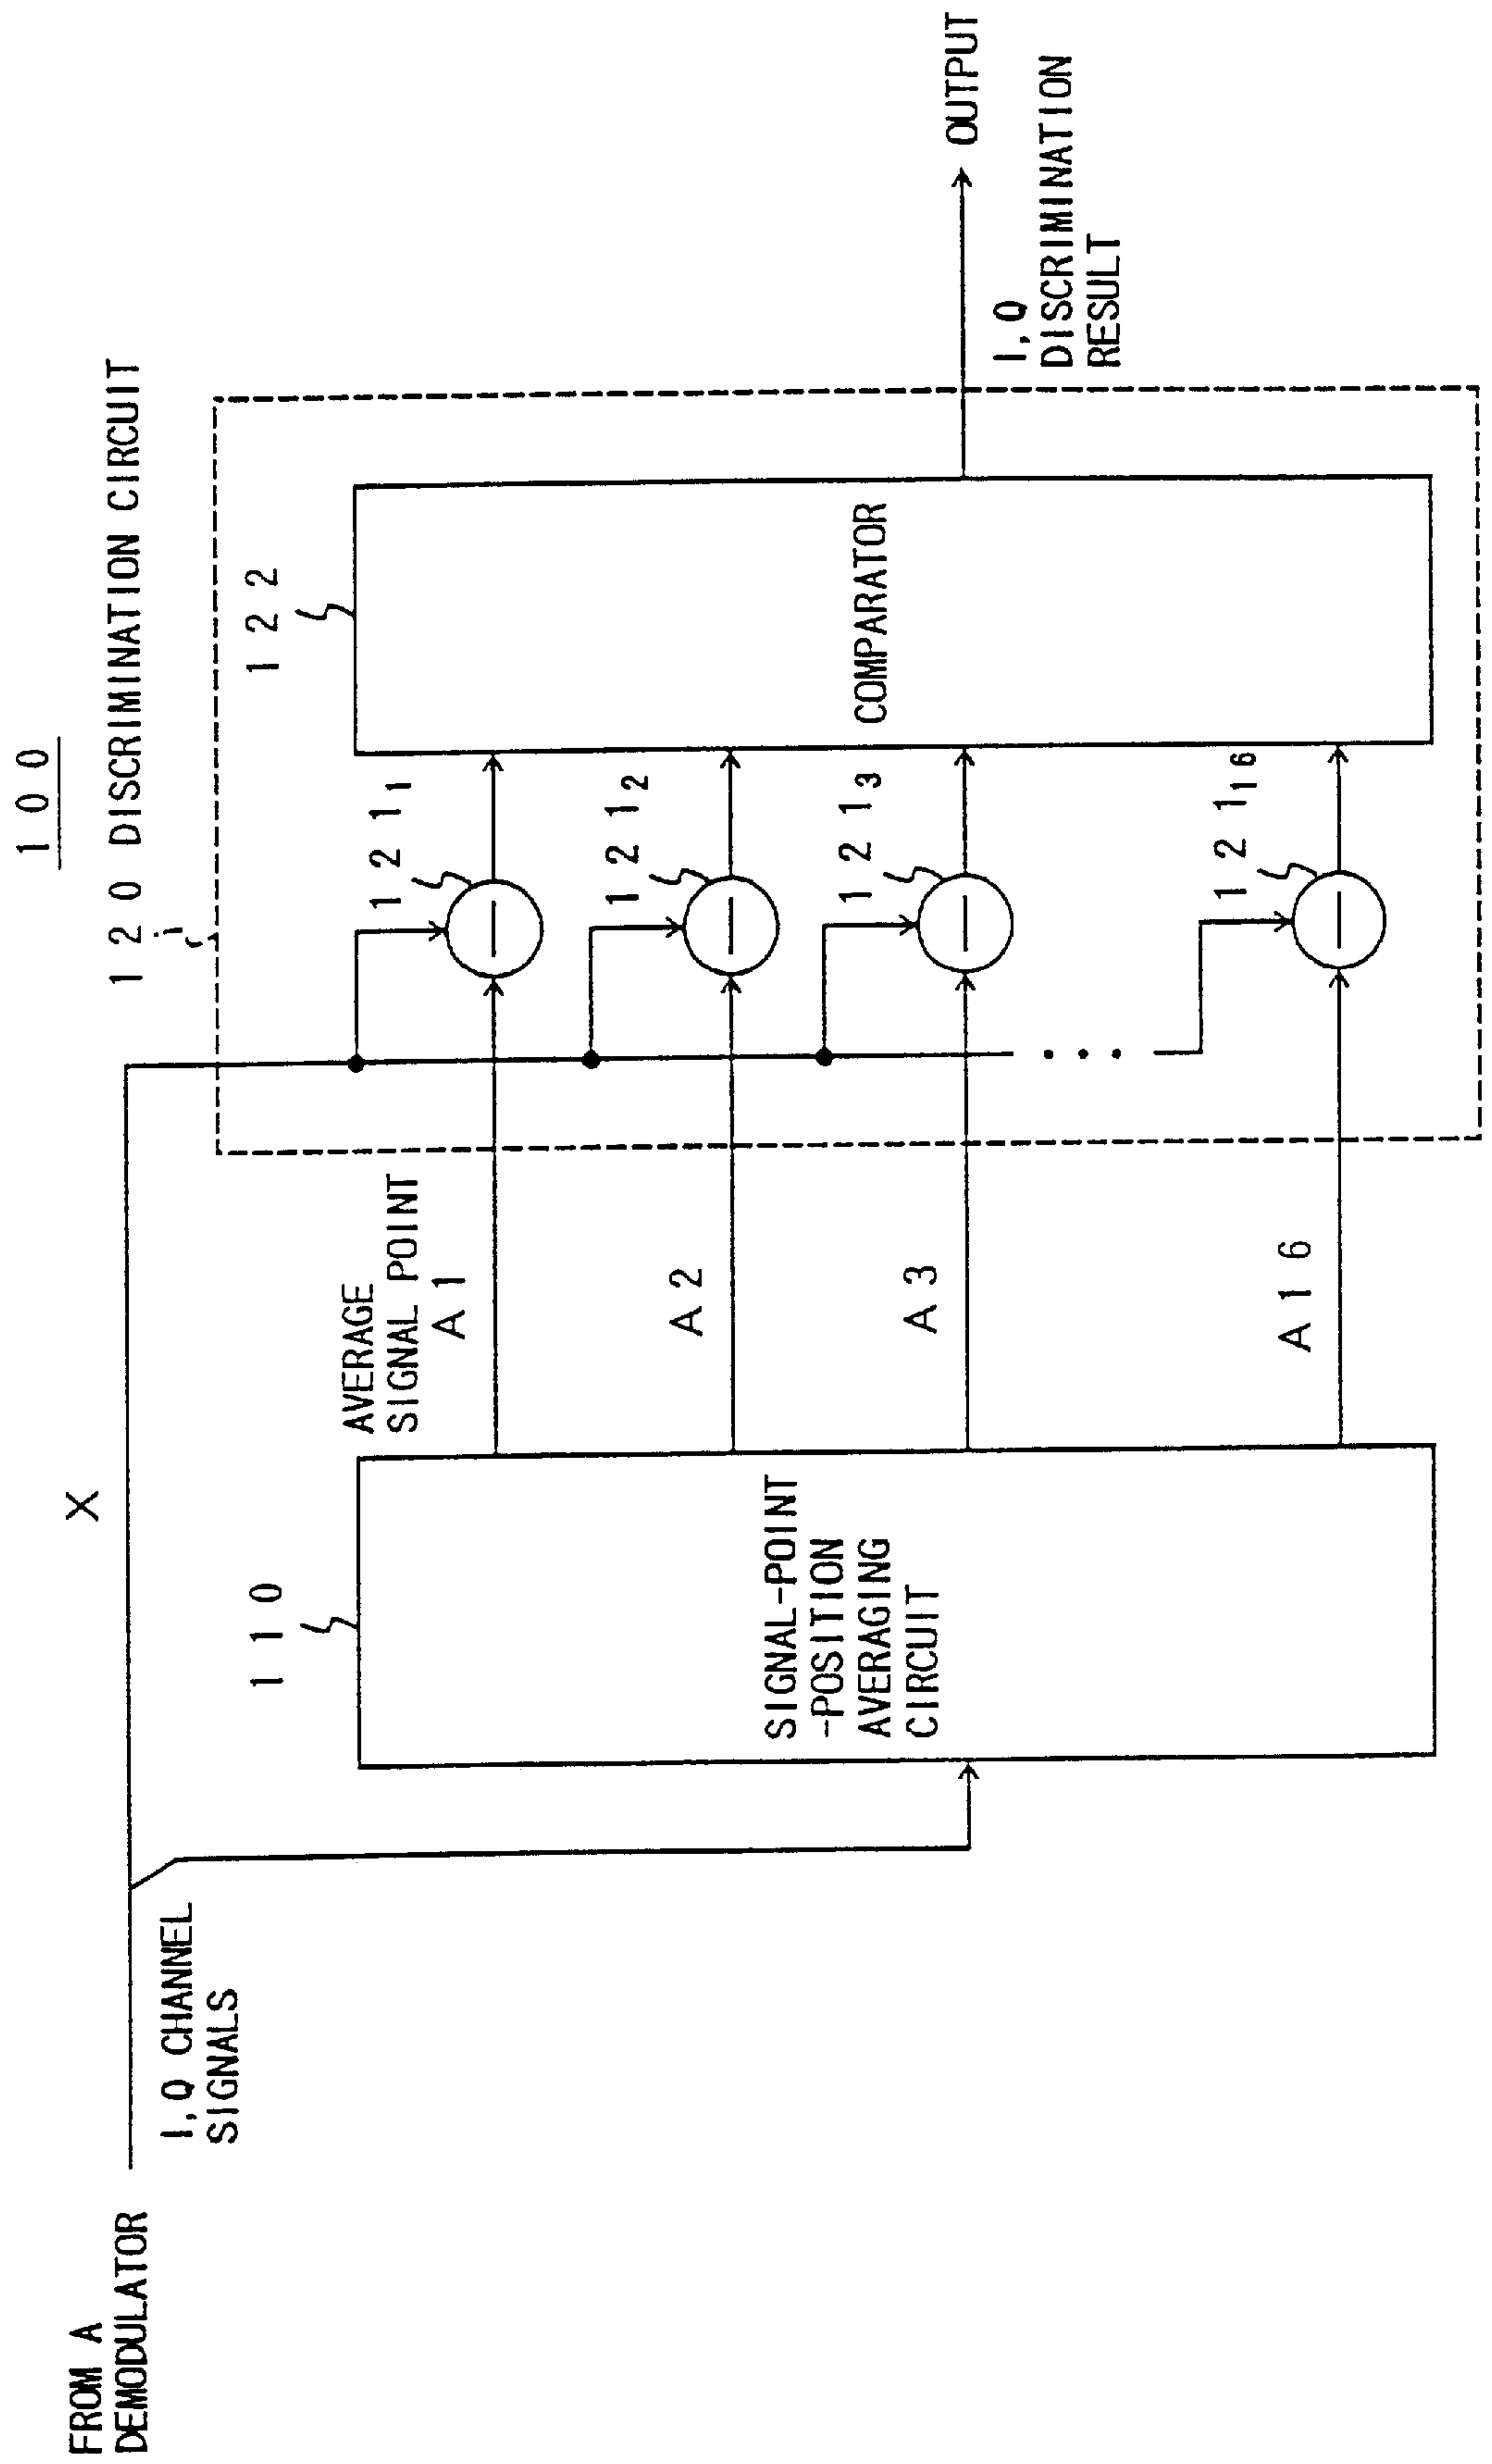 100
120 DISCRIMINATION CIRCUIT
FROM A
DEMODULATOR
I,Q CHANNEL
SIGNALS
X
110
SIGNAL-POINT
-POSITION
AVERAGING
CIRCUIT
AVERAGE
SIGNAL POINT
A1
A2
A3
A16
121₁
121₂
121₃
121₁₆
122
COMPARATOR
OUTPUT
I,Q
DISCRIMINATION
RESULT